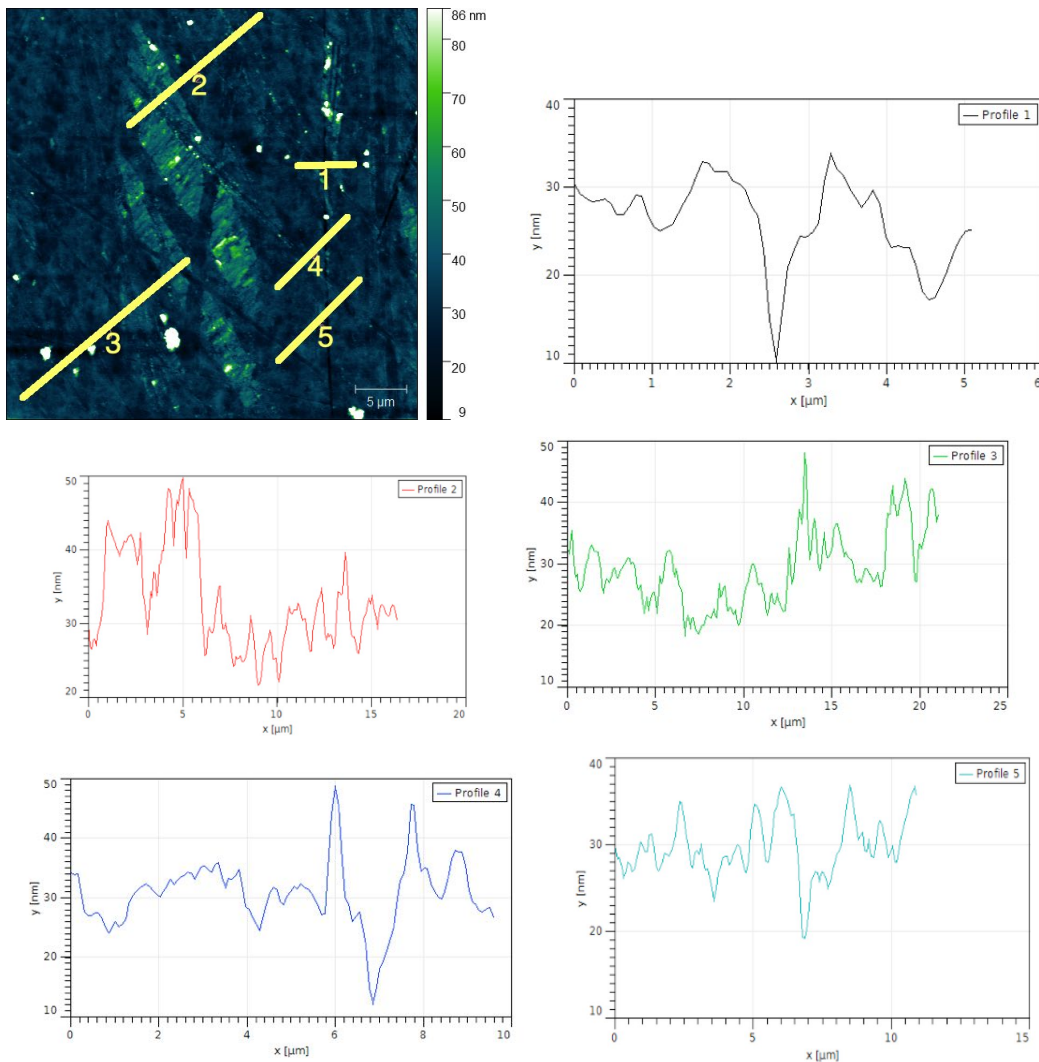 86 nm
80
70
60
50
40
30
20
9
2
1
4
5
3
5 µm
Profile 1
40
30
20
10
y [nm]
0 1 2 3 4 5 6
x [µm]
Profile 2
50
40
30
20
y [nm]
0 5 10 15 20
x [µm]
Profile 3
50
40
30
20
10
y [nm]
0 5 10 15 20 25
x [µm]
Profile 4
50
40
30
20
10
y [nm]
0 2 4 6 8 10
x [µm]
Profile 5
40
30
20
10
y [nm]
0 5 10 15
x [µm]